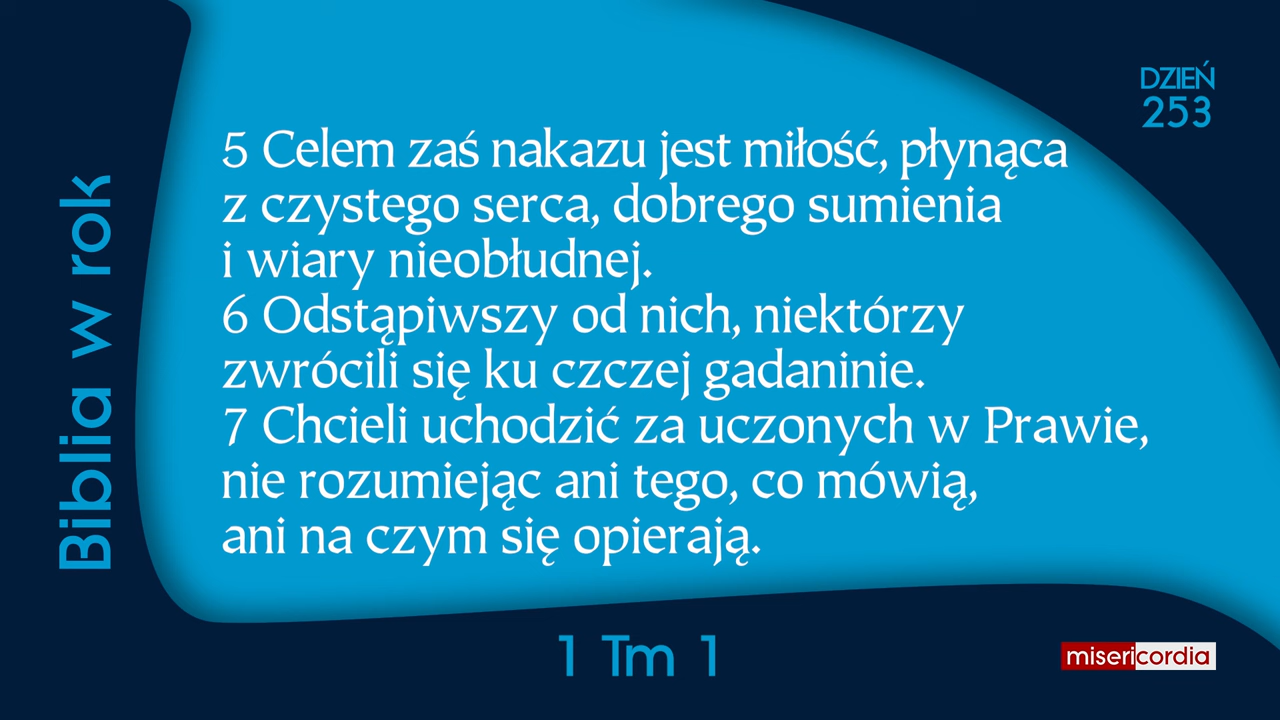 DZIEŃ
253
Biblia w rok
5 Celem zaś nakazu jest miłość, płynąca
z czystego serca, dobrego sumienia
i wiary nieobłudnej.
6 Odstąpiwszy od nich, niektórzy
zwrócili się ku czczej gadaninie.
7 Chcieli uchodzić za uczonych w Prawie,
nie rozumiejąc ani tego, co mówią,
ani na czym się opierają.
1 Tm 1
misericordia